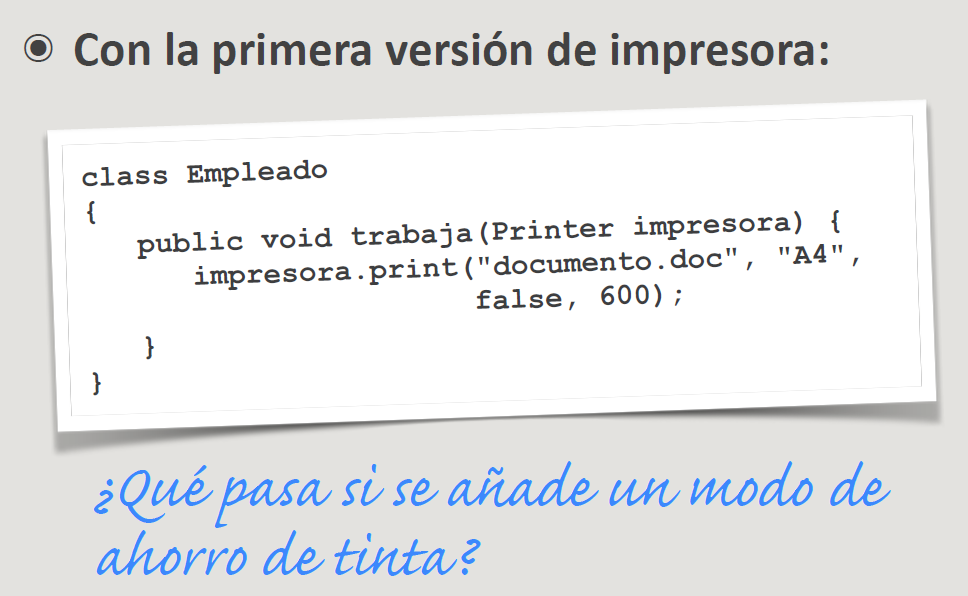 Con la primera versión de impresora:
class Empleado
{
public void trabaja(Printer impresora) {
impresora.print("documento.doc", "A4",
false, 600);
}
}
¿Qué pasa si se añade un modo de
ahorro de tinta?